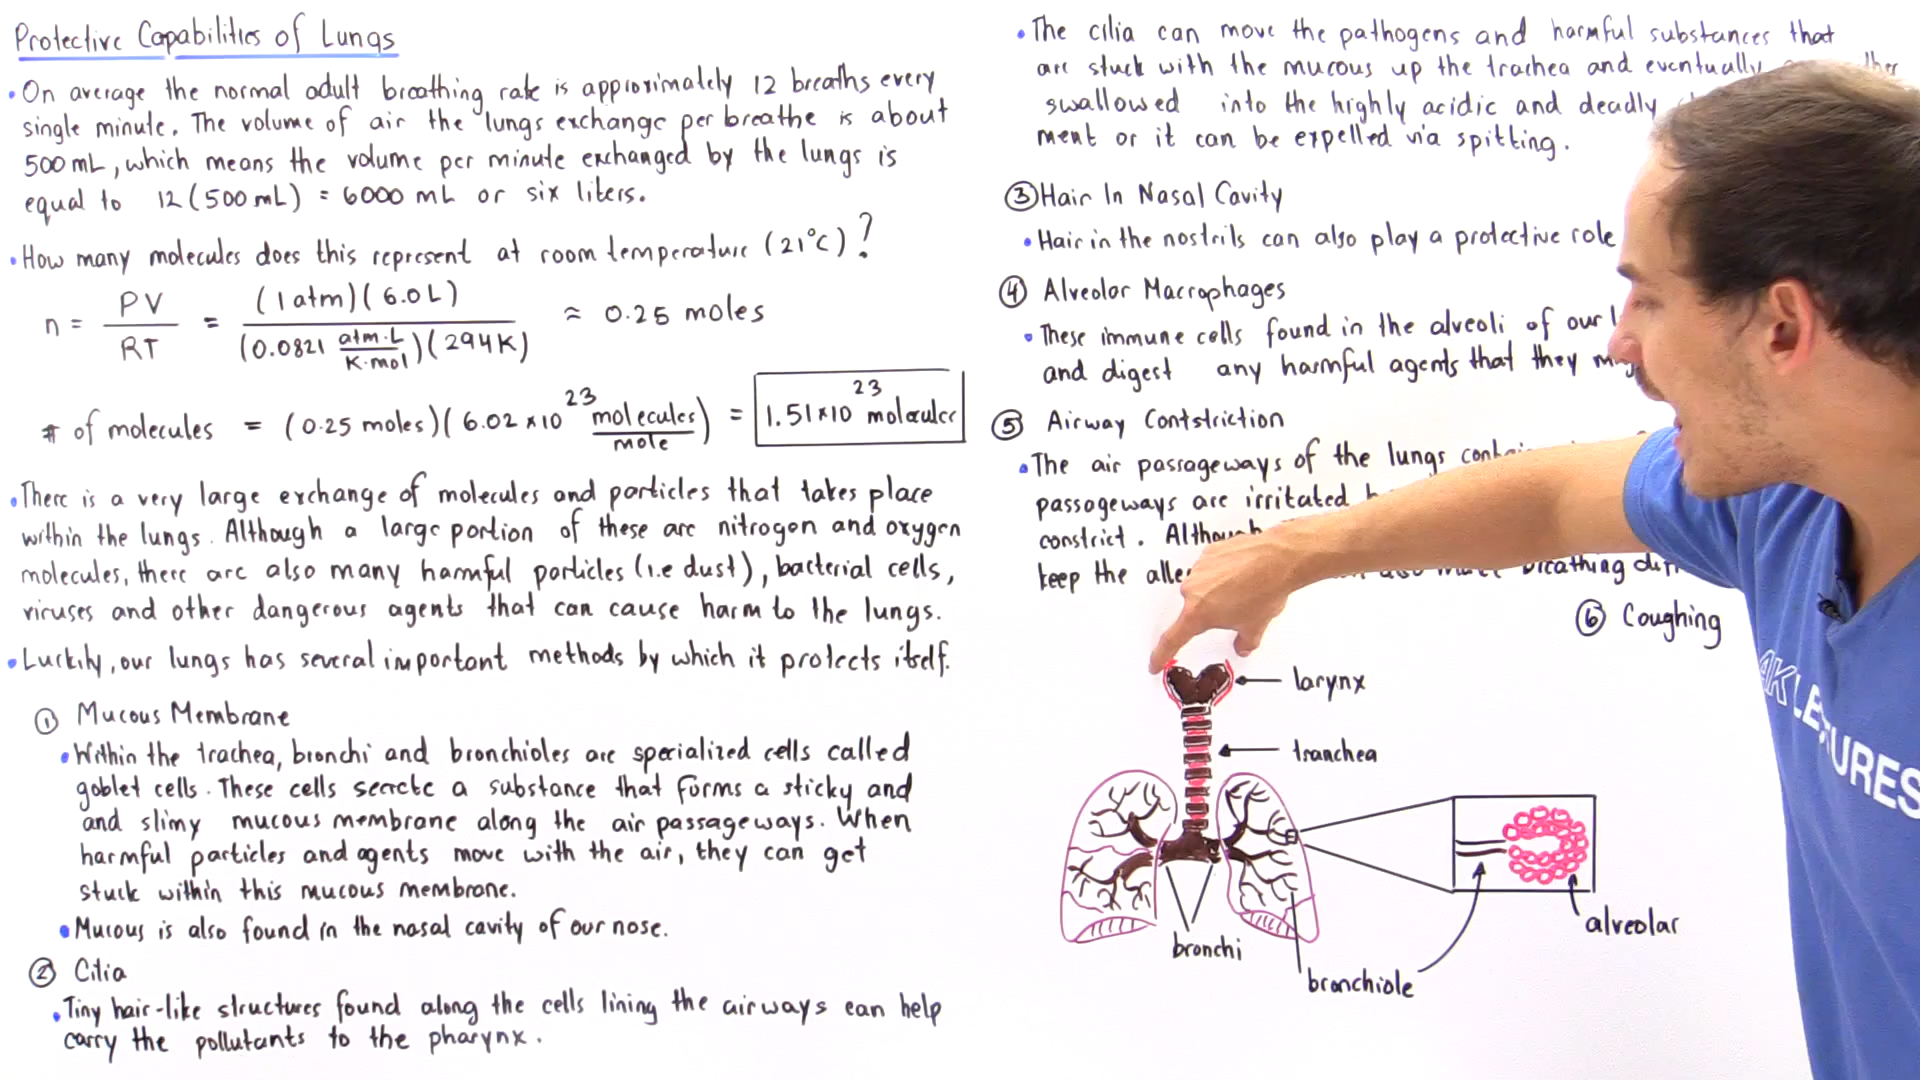 Protective Capabilities of Lungs
• On average the normal adult breathing rate is approximately 12 breaths every
single minute. The volume of air the lungs exchange per breathe is about
500 mL, which means the volume per minute exchanged by the lungs is
equal to 12 (500 mL) = 6000 mL or six liters.
• How many molecules does this represent at room temperature (21°C)?
n = PV / RT = (1 atm)(6.0 L) / (0.0821 atm·L / K·mol)(294K) ≈ 0.25 moles
# of molecules = (0.25 moles)(6.02 × 10^23 molecules / mole) = 1.51 × 10^23 molecules
• There is a very large exchange of molecules and particles that takes place
within the lungs. Although a large portion of these are nitrogen and oxygen
molecules, there are also many harmful particles (i.e dust), bacterial cells,
viruses and other dangerous agents that can cause harm to the lungs.
• Luckily, our lungs has several important methods by which it protects itself.
① Mucous Membrane
• Within the trachea, bronchi and bronchioles are specialized cells called
goblet cells. These cells secrete a substance that forms a sticky and
and slimy mucous membrane along the air passageways. When
harmful particles and agents move with the air, they can get
stuck within this mucous membrane.
• Mucous is also found in the nasal cavity of our nose.
② Cilia
• Tiny hair-like structures found along the cells lining the airways can help
carry the pollutants to the pharynx.
• The cilia can move the pathogens and harmful substances that
are stuck with the mucous up the trachea and eventually
swallowed into the highly acidic and deadly
ment or it can be expelled via spitting.
③ Hair In Nasal Cavity
• Hair in the nostrils can also play a protective role
④ Alveolar Macrophages
• These immune cells found in the alveoli of our
and digest any harmful agents that they
⑤ Airway Contstriction
• The air passageways of the lungs
passageways are irritated
constrict.
keep the breathing
⑥ Coughing
larynx
tranchea
bronchi
bronchiole
alveolar
AK LECTURES